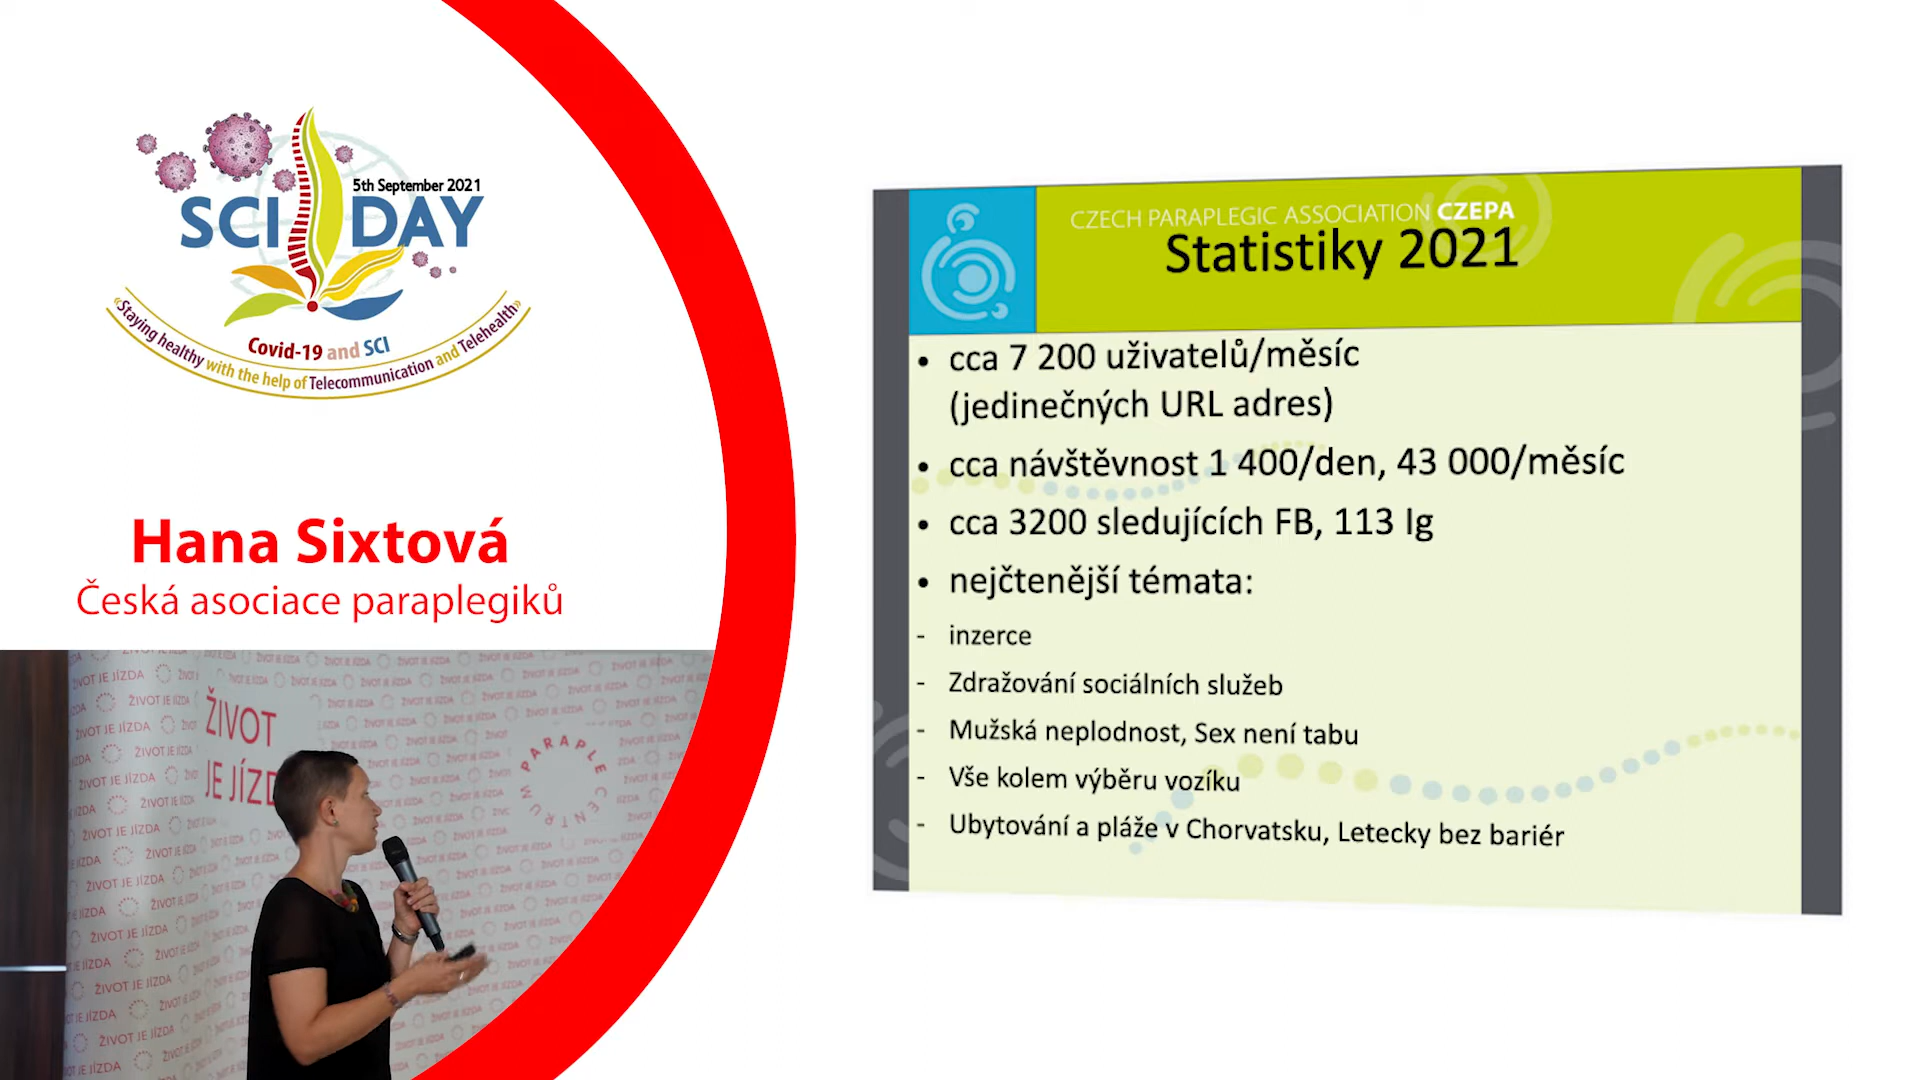 5th September 2021
SCI DAY
Covid-19 and SCI
«Staying healthy with the help of Telecommunication and Telehealth»
Hana Sixtová
Česká asociace paraplegiků
ŽIVOT
JE JÍZD
PARAPLE CENTRUM
ŽIVOT JE JÍZDA
CZECH PARAPLEGIC ASSOCIATION CZEPA
Statistiky 2021
• cca 7 200 uživatelů/měsíc
(jedinečných URL adres)
• cca návštěvnost 1 400/den, 43 000/měsíc
• cca 3200 sledujících FB, 113 Ig
• nejčtenější témata:
- inzerce
- Zdražování sociálních služeb
- Mužská neplodnost, Sex není tabu
- Vše kolem výběru vozíku
- Ubytování a pláže v Chorvatsku, Letecky bez bariér